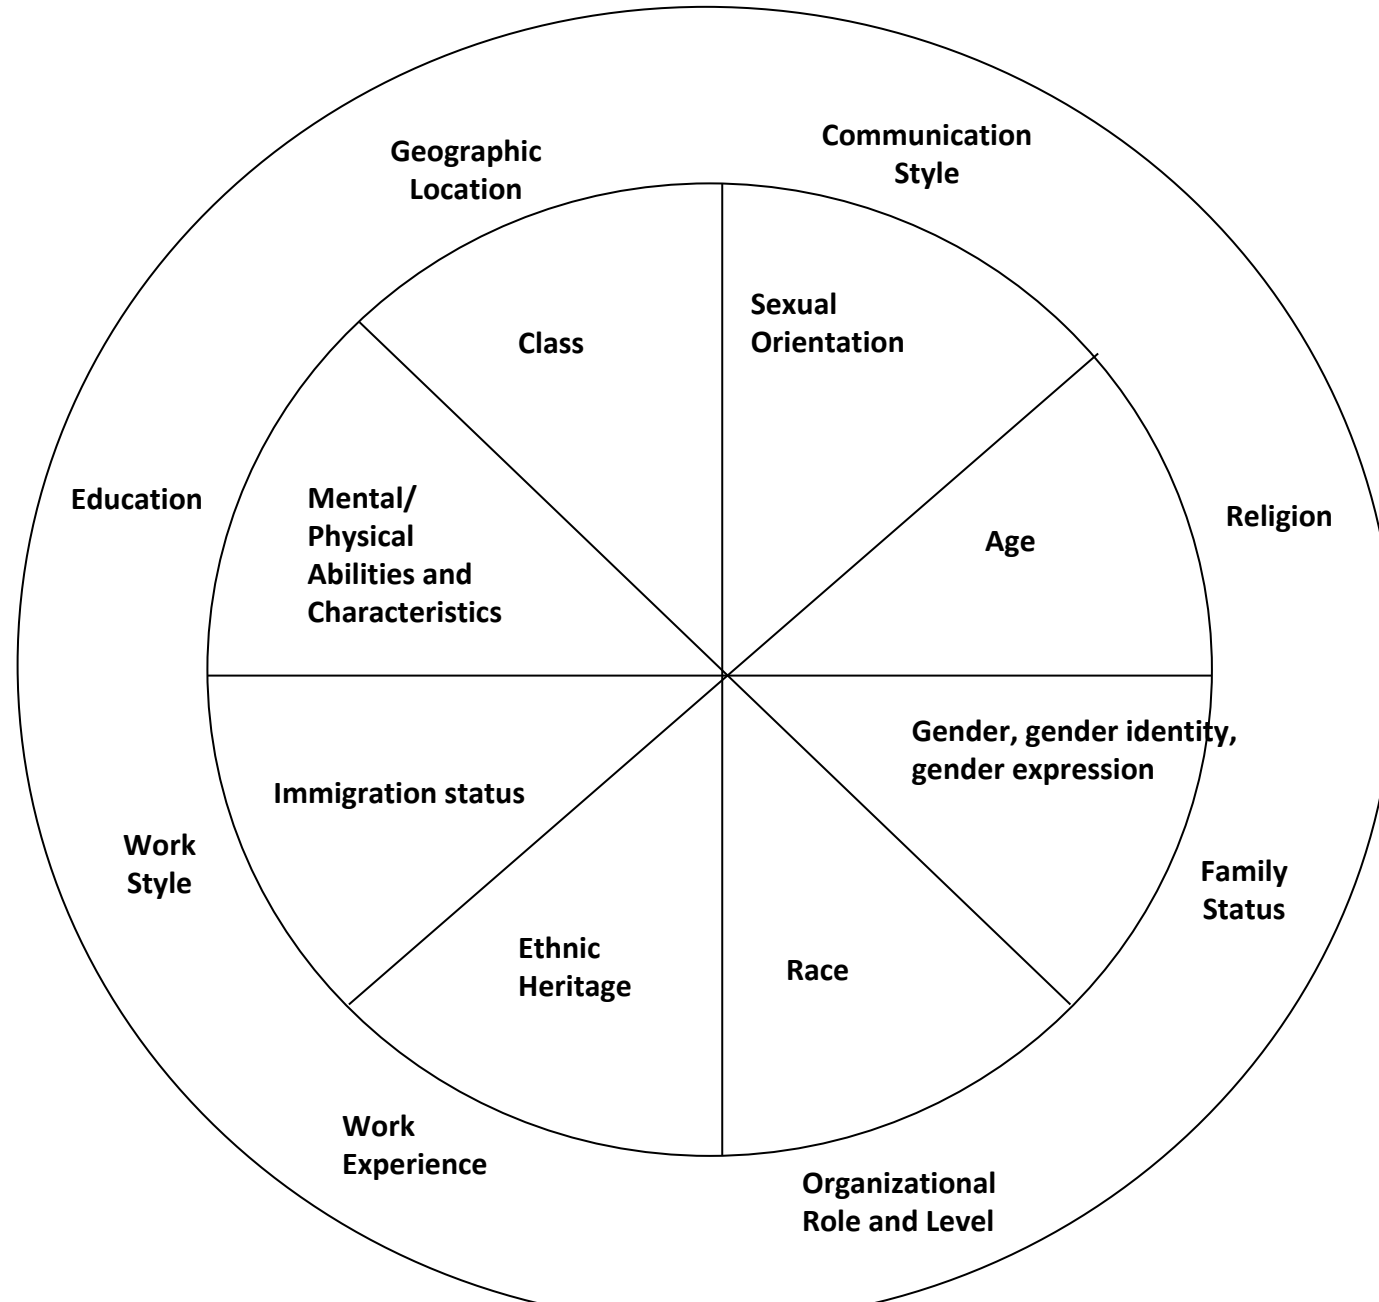 Communication
Style
Geographic
Location
Sexual
Orientation
Class
Education
Mental/
Physical
Abilities and
Characteristics
Religion
Age
Gender, gender identity,
gender expression
Immigration status
Work
Style
Family
Status
Ethnic
Heritage
Race
Work
Experience
Organizational
Role and Level